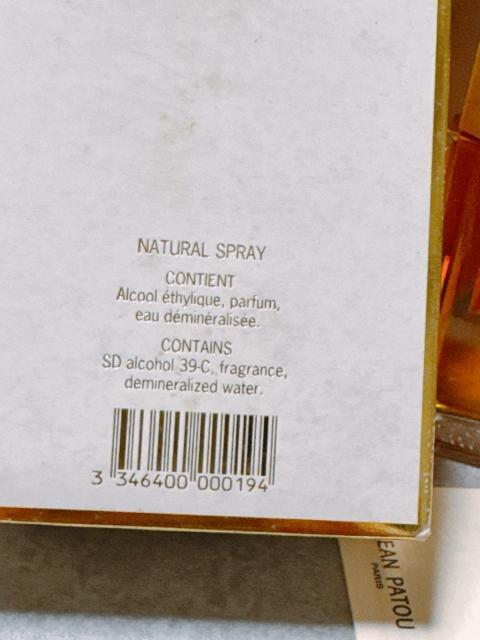 NATURAL SPRAY
CONTIENT
Alcool éthylique, parfum,
eau déminéralisée.
CONTAINS
SD alcohol 39-C, fragrance,
demineralized water.
3 346400 000194
EAN PATOU
PARIS